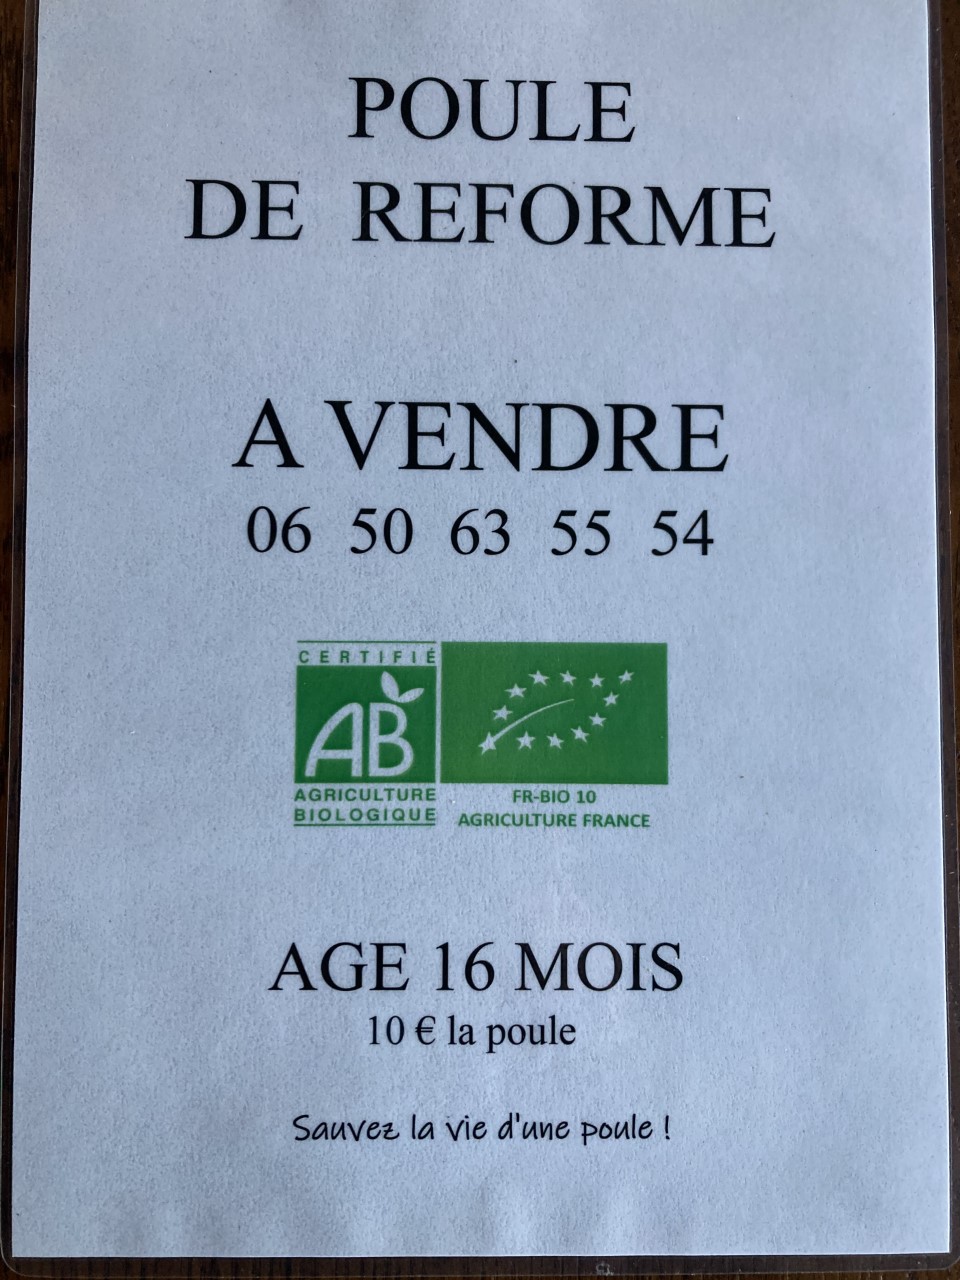 POULE
DE REFORME
A VENDRE
06 50 63 55 54
CERTIFIÉ
AB
AGRICULTURE
BIOLOGIQUE
FR-BIO 10
AGRICULTURE FRANCE
AGE 16 MOIS
10 € la poule
Sauvez la vie d'une poule !